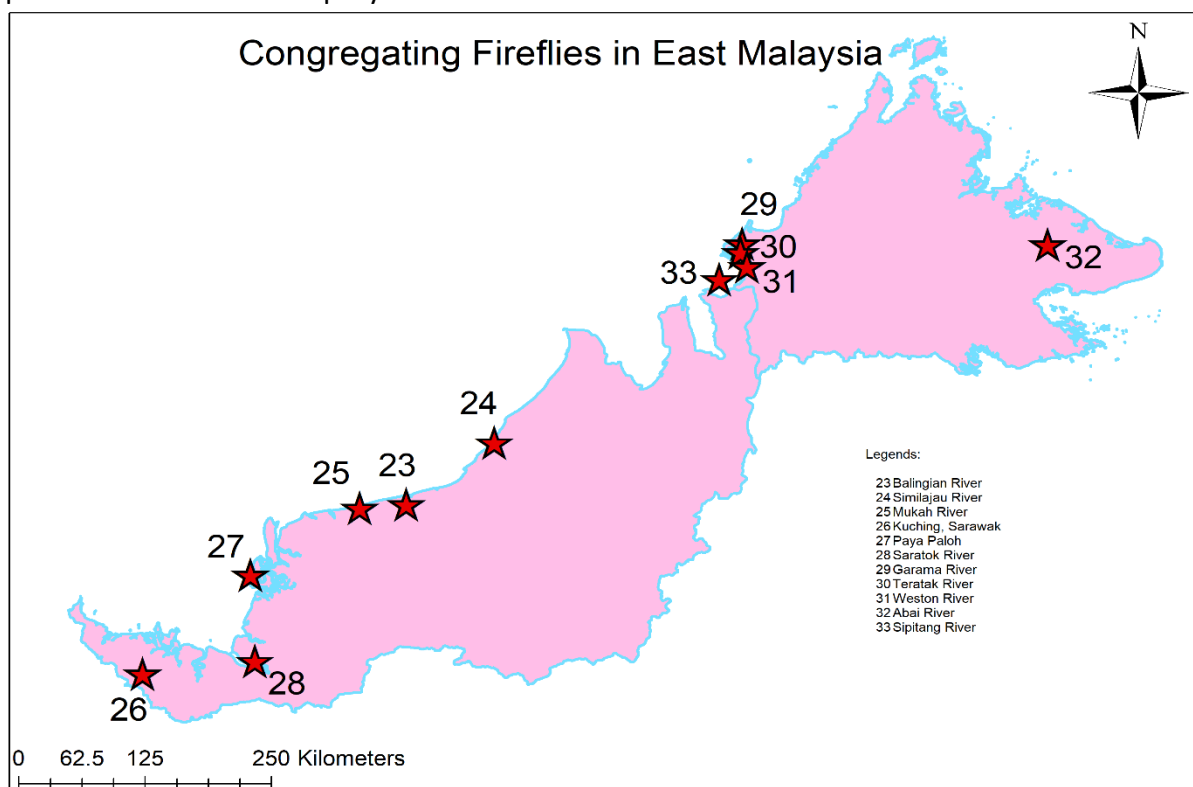 Congregating Fireflies in East Malaysia
N
29
30
33
31
32
24
25
23
27
28
26
Legends:
23 Balingian River
24 Similajau River
25 Mukah River
26 Kuching, Sarawak
27 Paya Paloh
28 Saratok River
29 Garama River
30 Teratak River
31 Weston River
32 Abai River
33 Sipitang River
0 62.5 125 250 Kilometers